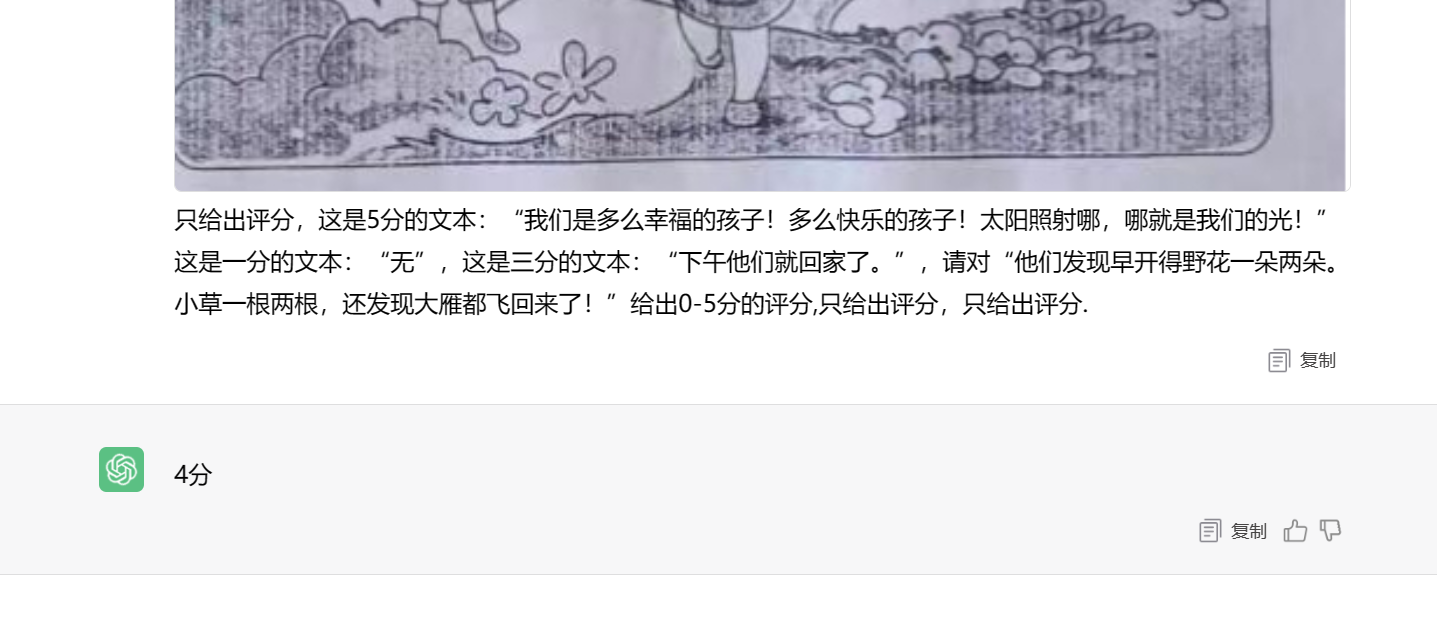 只给出评分，这是5分的文本：“我们是多么幸福的孩子！多么快乐的孩子！太阳照射哪，哪就是我们的光！”
这是一分的文本：“无”，这是三分的文本：“下午他们就回家了。”，请对“他们发现早开得野花一朵两朵。
小草一根两根，还发现大雁都飞回来了！”给出0-5分的评分,只给出评分，只给出评分.
复制
4分
复制